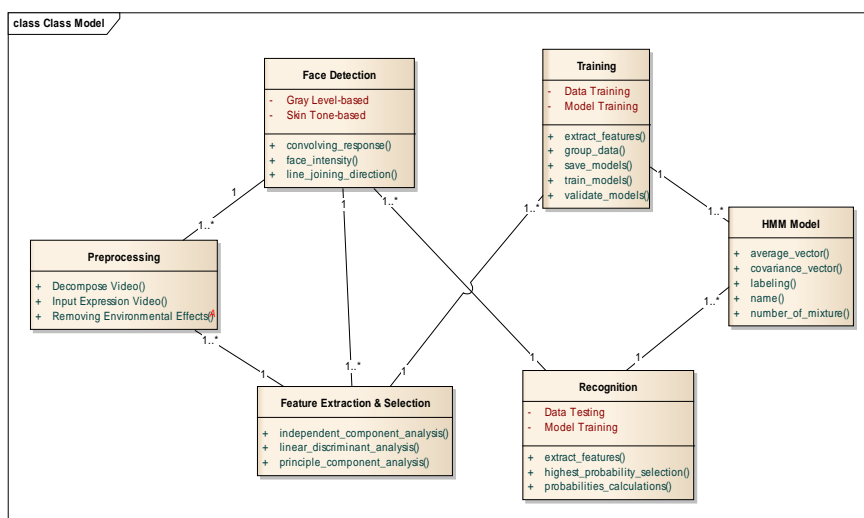 class Class Model
Face Detection
- Gray Level-based
- Skin Tone-based
+ convolving_response()
+ face_intensity()
+ line_joining_direction()
Training
- Data Training
- Model Training
+ extract_features()
+ group_data()
+ save_models()
+ train_models()
+ validate_models()
1
1..*
1
1..*
1..*
1
1..*
HMM Model
+ average_vector()
+ covariance_vector()
+ labeling()
+ name()
+ number_of_mixture()
Preprocessing
+ Decompose Video()
+ Input Expression Video()
+ Removing Environmental Effects()
1..*
1..*
1
1..*
1
1
1
Feature Extraction & Selection
+ independent_component_analysis()
+ linear_discriminant_analysis()
+ principle_component_analysis()
Recognition
- Data Testing
- Model Training
+ extract_features()
+ highest_probability_selection()
+ probabilities_calculations()